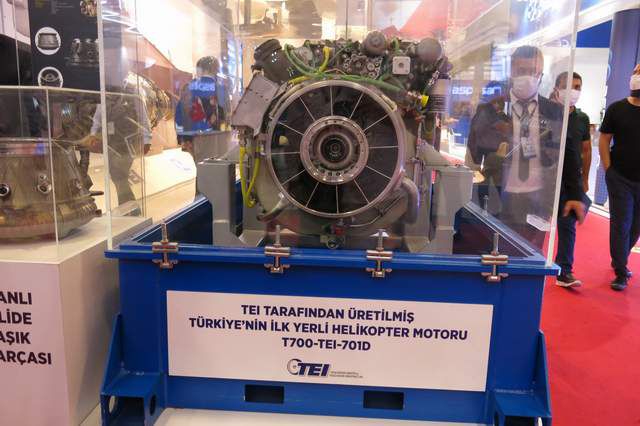 TEI TARAFINDAN ÜRETİLMİŞ
TÜRKİYE'NİN İLK YERLİ HELİKOPTER MOTORU
T700-TEI-701D
TEI
ANLI
LİDE
AŞIK
ARÇASI